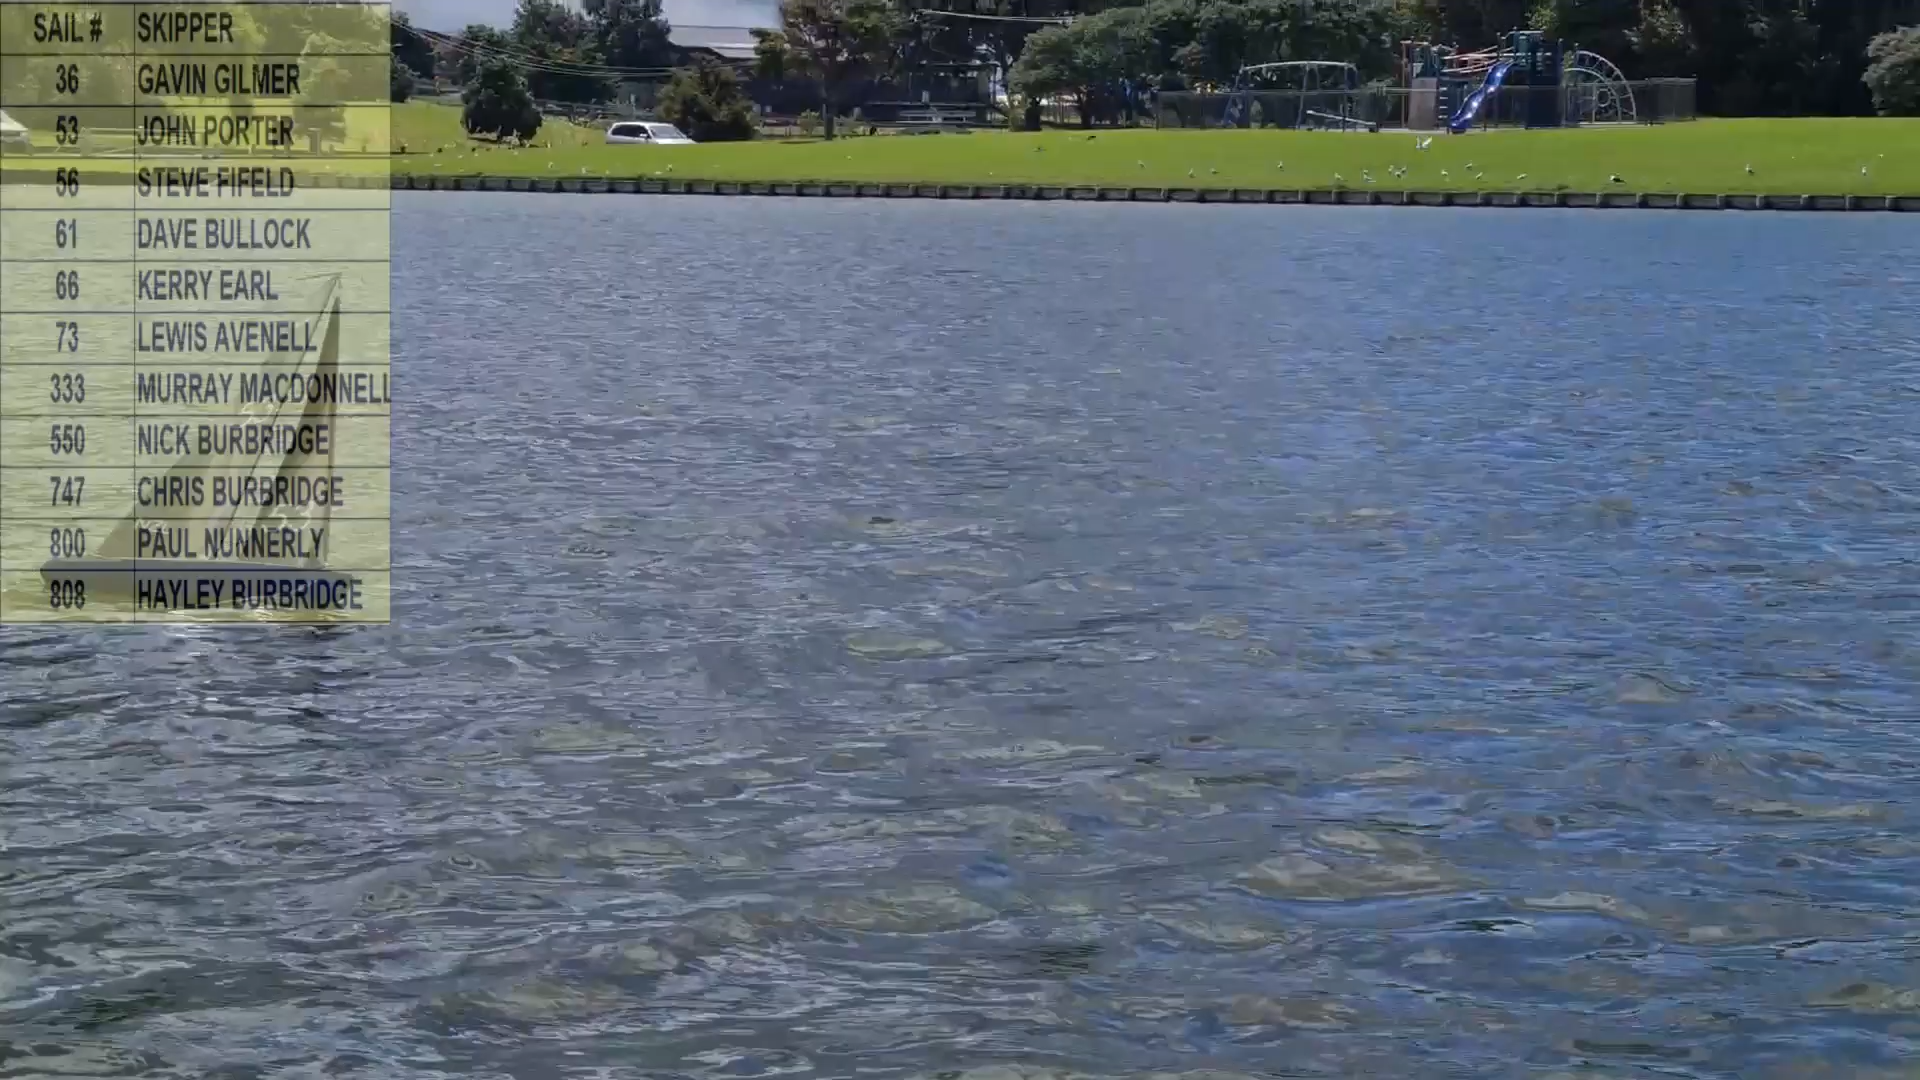 SAIL # SKIPPER
36 GAVIN GILMER
53 JOHN PORTER
56 STEVE FIFELD
61 DAVE BULLOCK
66 KERRY EARL
73 LEWIS AVENELL
333 MURRAY MACDONNELL
550 NICK BURBRIDGE
747 CHRIS BURBRIDGE
800 PAUL NUNNERLY
808 HAYLEY BURBRIDGE